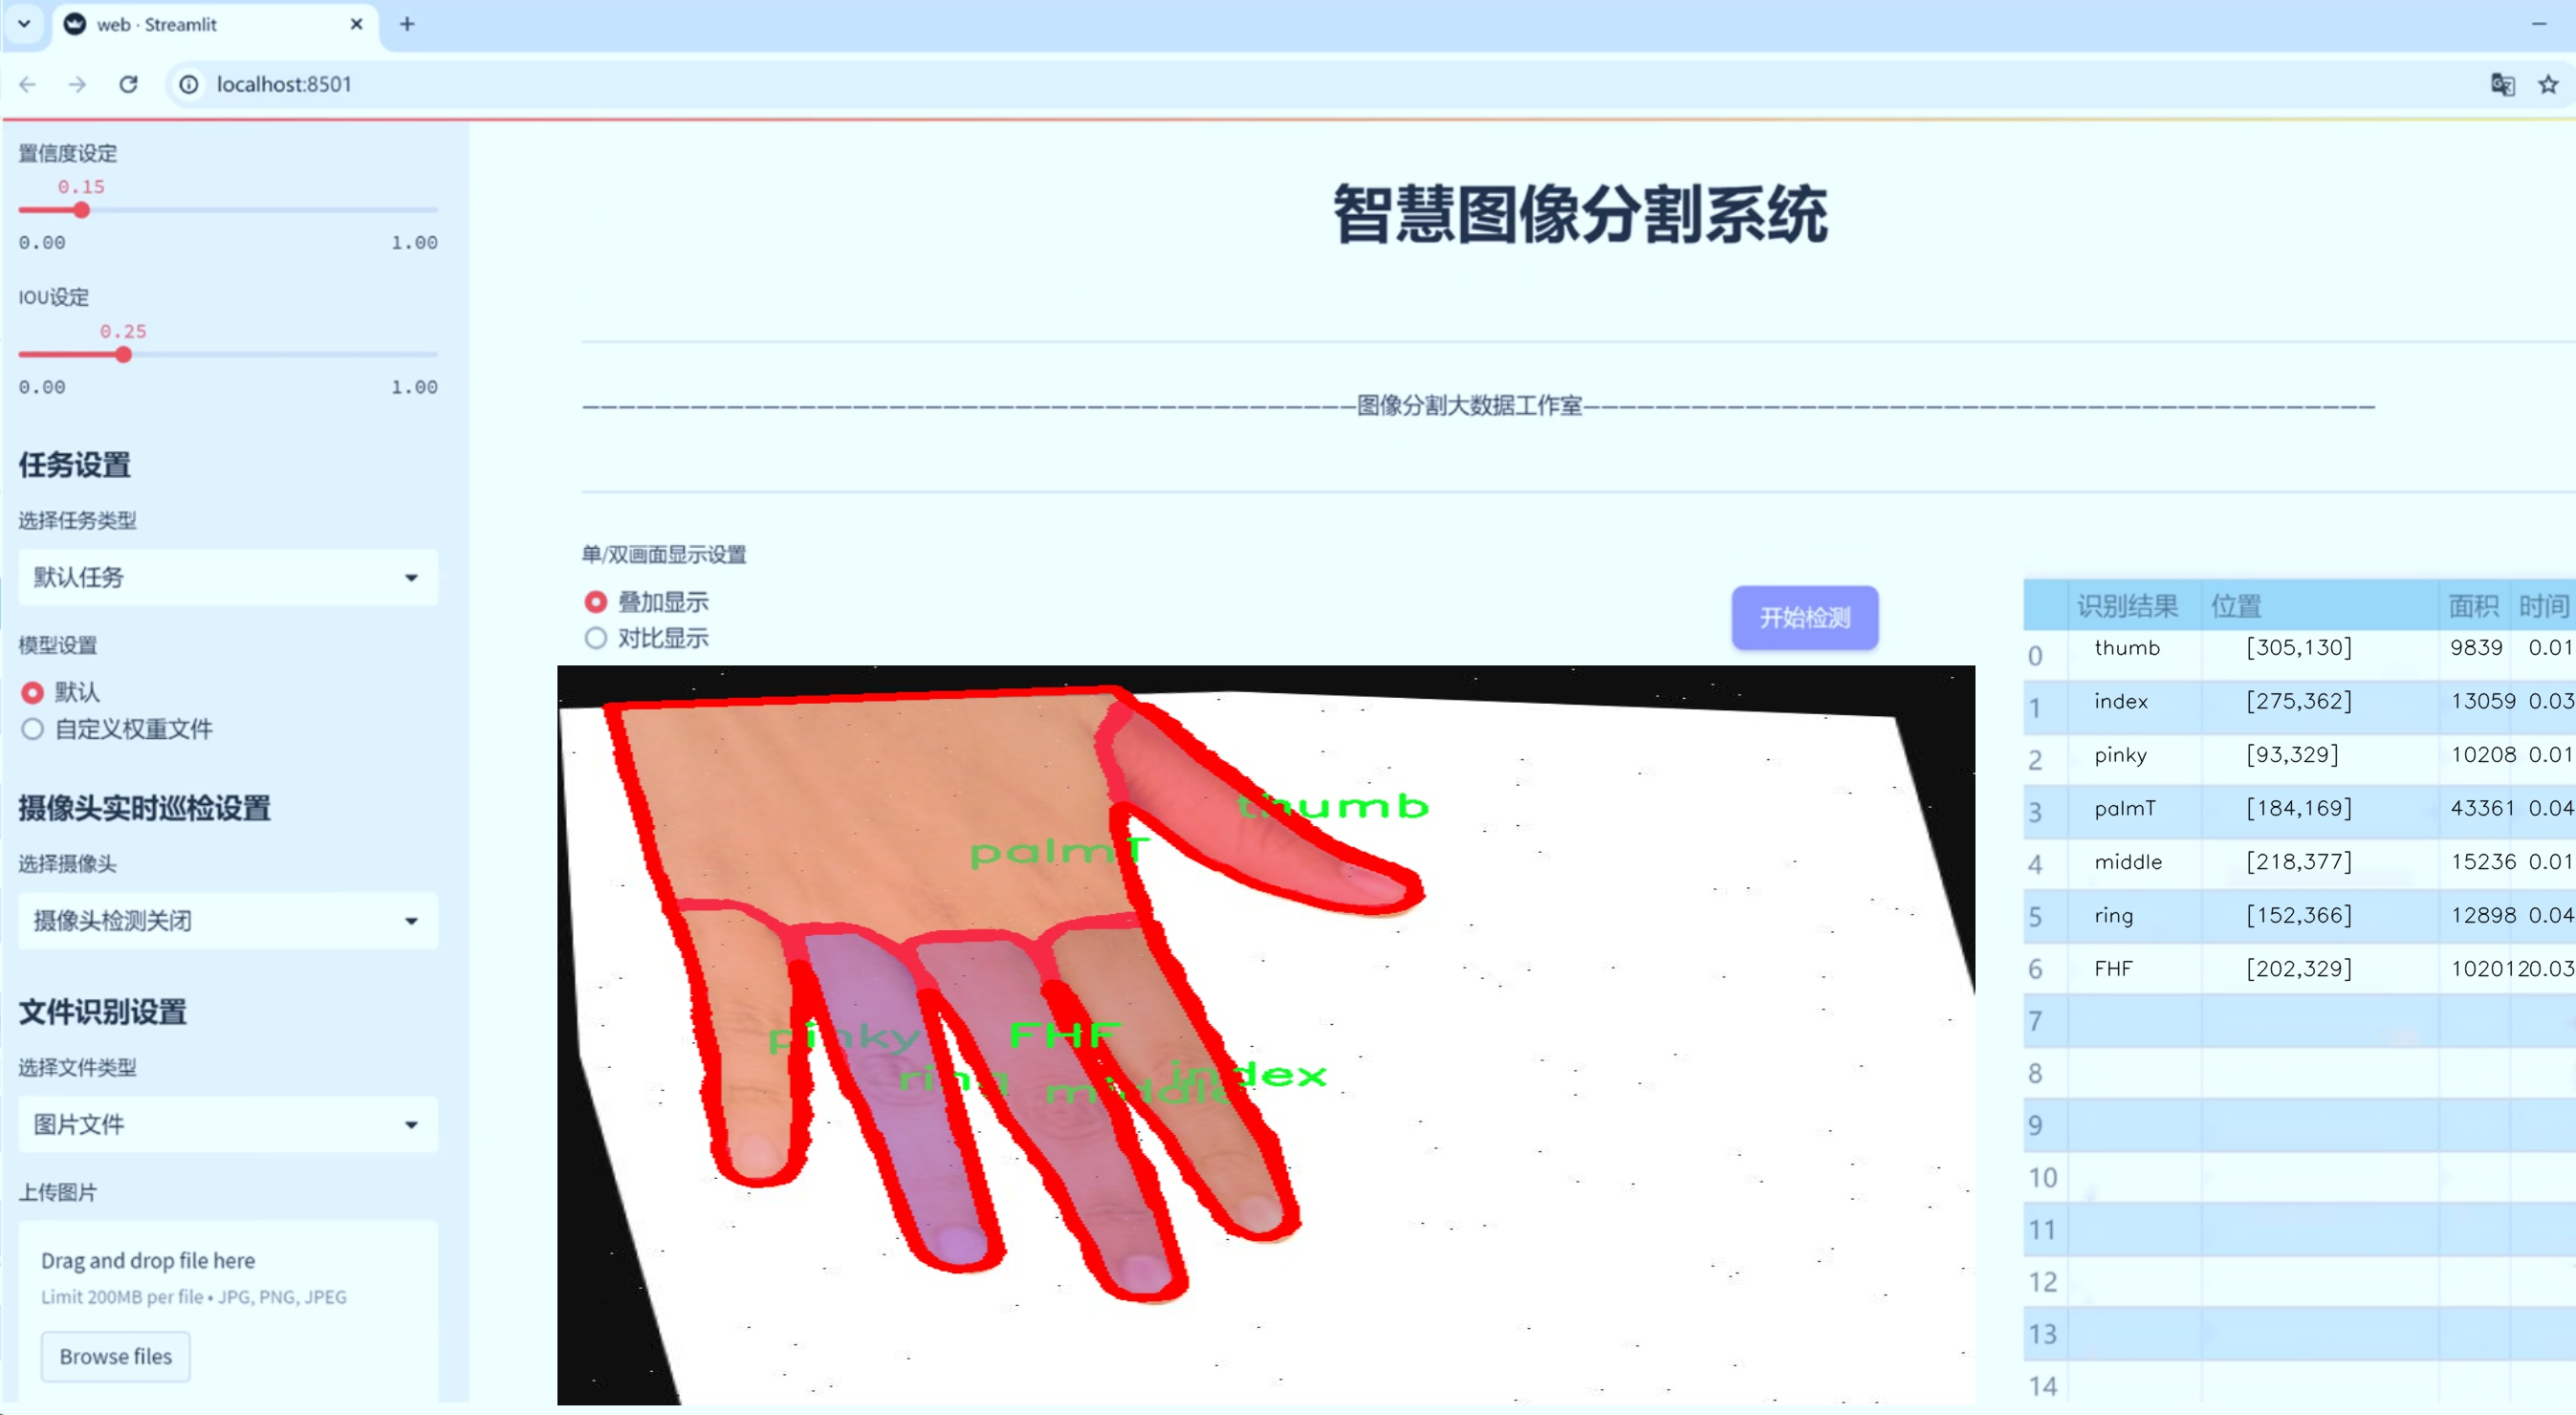 web · Streamlit
localhost:8501
置信度设定
0.15
0.00 1.00
IOU设定
0.25
0.00 1.00
任务设置
选择任务类型
默认任务
模型设置
默认
自定义权重文件
摄像头实时巡检设置
选择摄像头
摄像头检测关闭
文件识别设置
选择文件类型
图片文件
上传图片
Drag and drop file here
Limit 200MB per file • JPG, PNG, JPEG
Browse files
智慧图像分割系统
图像分割大数据工作室
单/双画面显示设置
叠加显示
对比显示
开始检测
thumb
palmT
pinky
FHF
ring
middle
index
识别结果 位置 面积 时间
0 thumb [305,130] 9839 0.01
1 index [275,362] 13059 0.03
2 pinky [93,329] 10208 0.01
3 palmT [184,169] 43361 0.04
4 middle [218,377] 15236 0.01
5 ring [152,366] 12898 0.04
6 FHF [202,329] 1020120.03
7
8
9
10
11
12
13
14